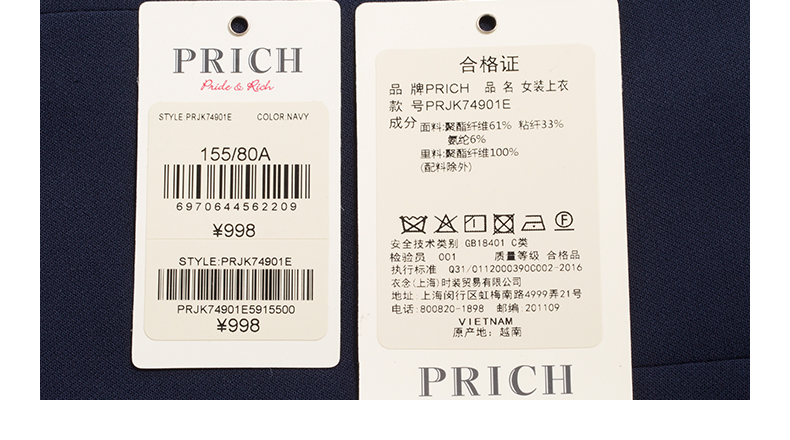 PRICH
Pride & Rich
STYLE PRJK74901E COLOR NAVY
155/80A
6970644562209
¥998
STYLE:PRJK74901E
PRJK74901E5915500
¥998
合格证
品 牌PRICH 品 名 女装上衣
款 号PRJK74901E
成分 面料:聚酯纤维61% 粘纤33%
氨纶6%
里料:聚酯纤维100%
(配料除外)
安全技术类别 GB18401 C类
检验员 001 质量等级 合格品
执行标准 Q31/0112000390C002-2016
衣念(上海)时装贸易有限公司
地址:上海闵行区虹梅南路4999弄21号
电话:800820-1898 邮编:201109
VIETNAM
原产地:越南
PRICH